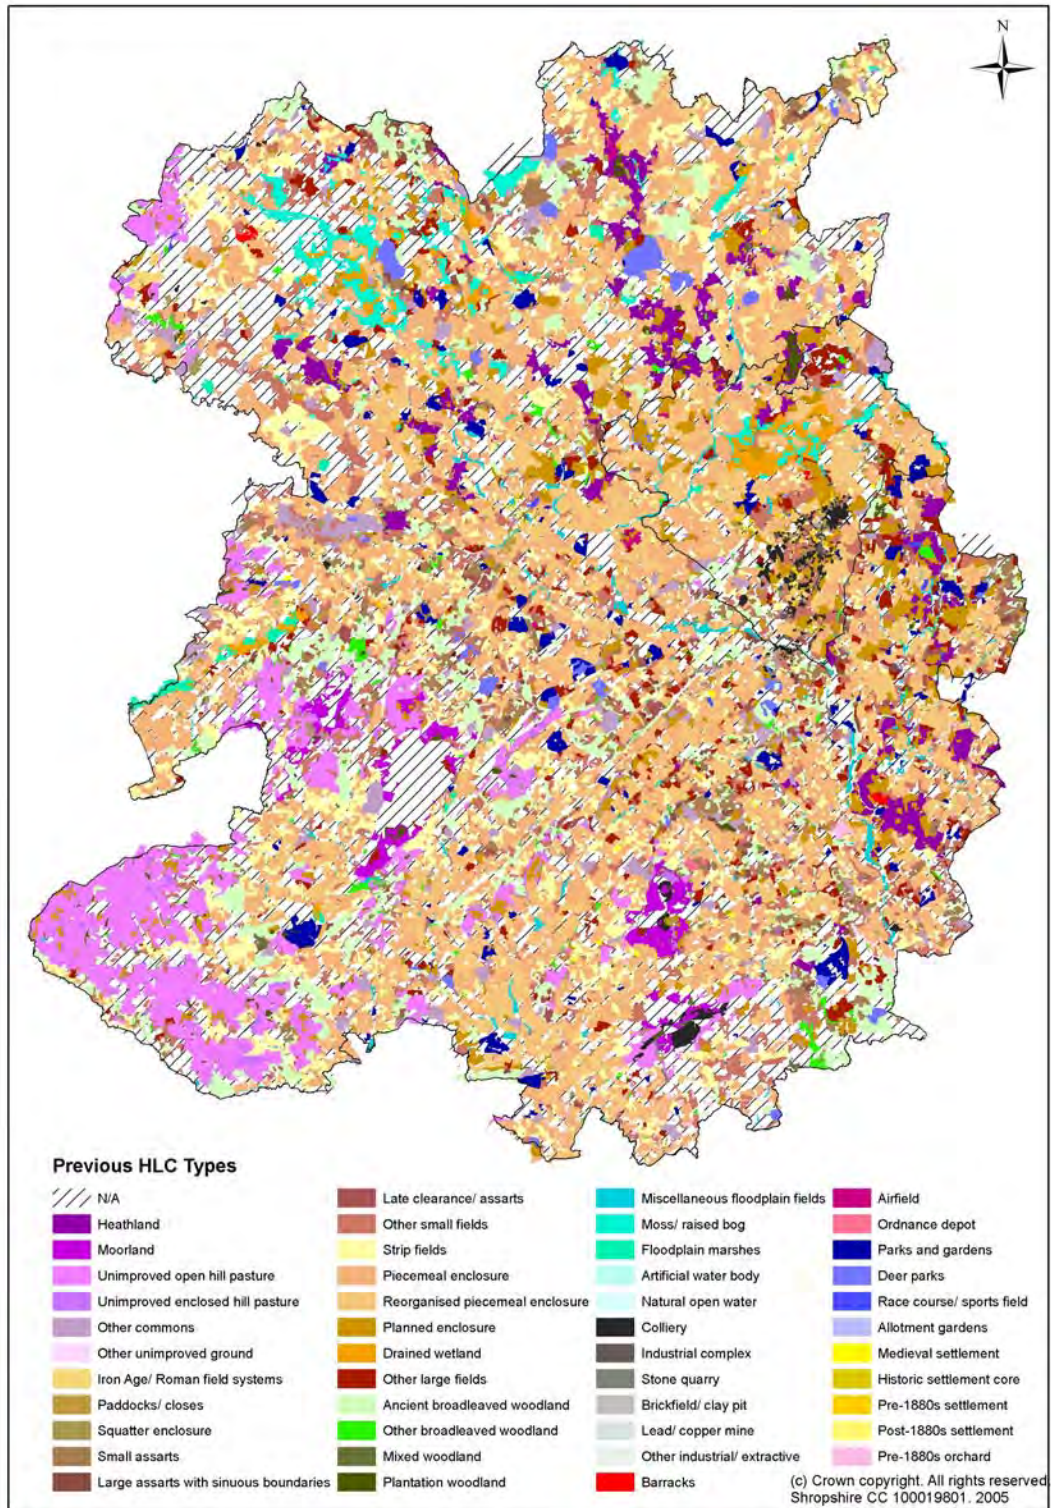 N
Previous HLC Types
N/A
Heathland
Moorland
Unimproved open hill pasture
Unimproved enclosed hill pasture
Other commons
Other unimproved ground
Iron Age/ Roman field systems
Paddocks/ closes
Squatter enclosure
Small assarts
Large assarts with sinuous boundaries
Late clearance/ assarts
Other small fields
Strip fields
Piecemeal enclosure
Reorganised piecemeal enclosure
Planned enclosure
Drained wetland
Other large fields
Ancient broadleaved woodland
Other broadleaved woodland
Mixed woodland
Plantation woodland
Miscellaneous floodplain fields
Moss/ raised bog
Floodplain marshes
Artificial water body
Natural open water
Colliery
Industrial complex
Stone quarry
Brickfield/ clay pit
Lead/ copper mine
Other industrial/ extractive
Barracks
Airfield
Ordnance depot
Parks and gardens
Deer parks
Race course/ sports field
Allotment gardens
Medieval settlement
Historic settlement core
Pre-1880s settlement
Post-1880s settlement
Pre-1880s orchard
(c) Crown copyright. All rights reserved
Shropshire CC 100019801. 2005